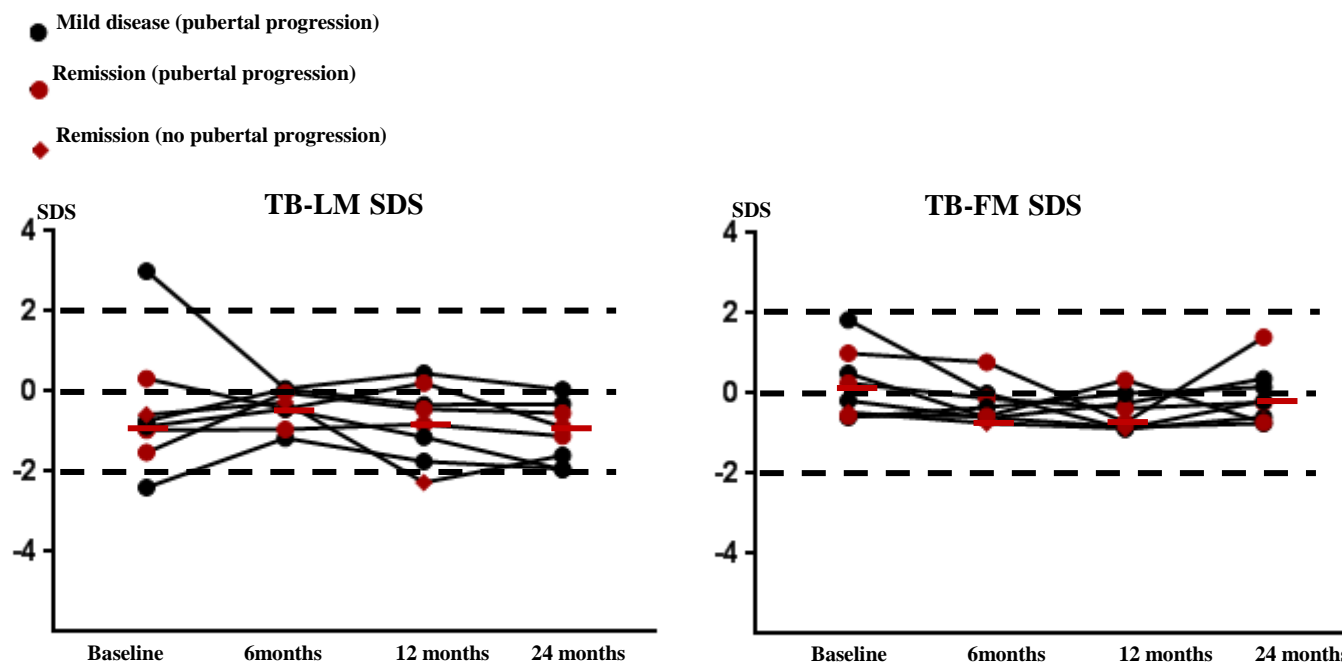 Mild disease (pubertal progression)
Remission (pubertal progression)
Remission (no pubertal progression)
TB-LM SDS
SDS
4
2
0
-2
-4
Baseline
6months
12 months
24 months
TB-FM SDS
SDS
4
2
0
-2
-4
Baseline
6months
12 months
24 months